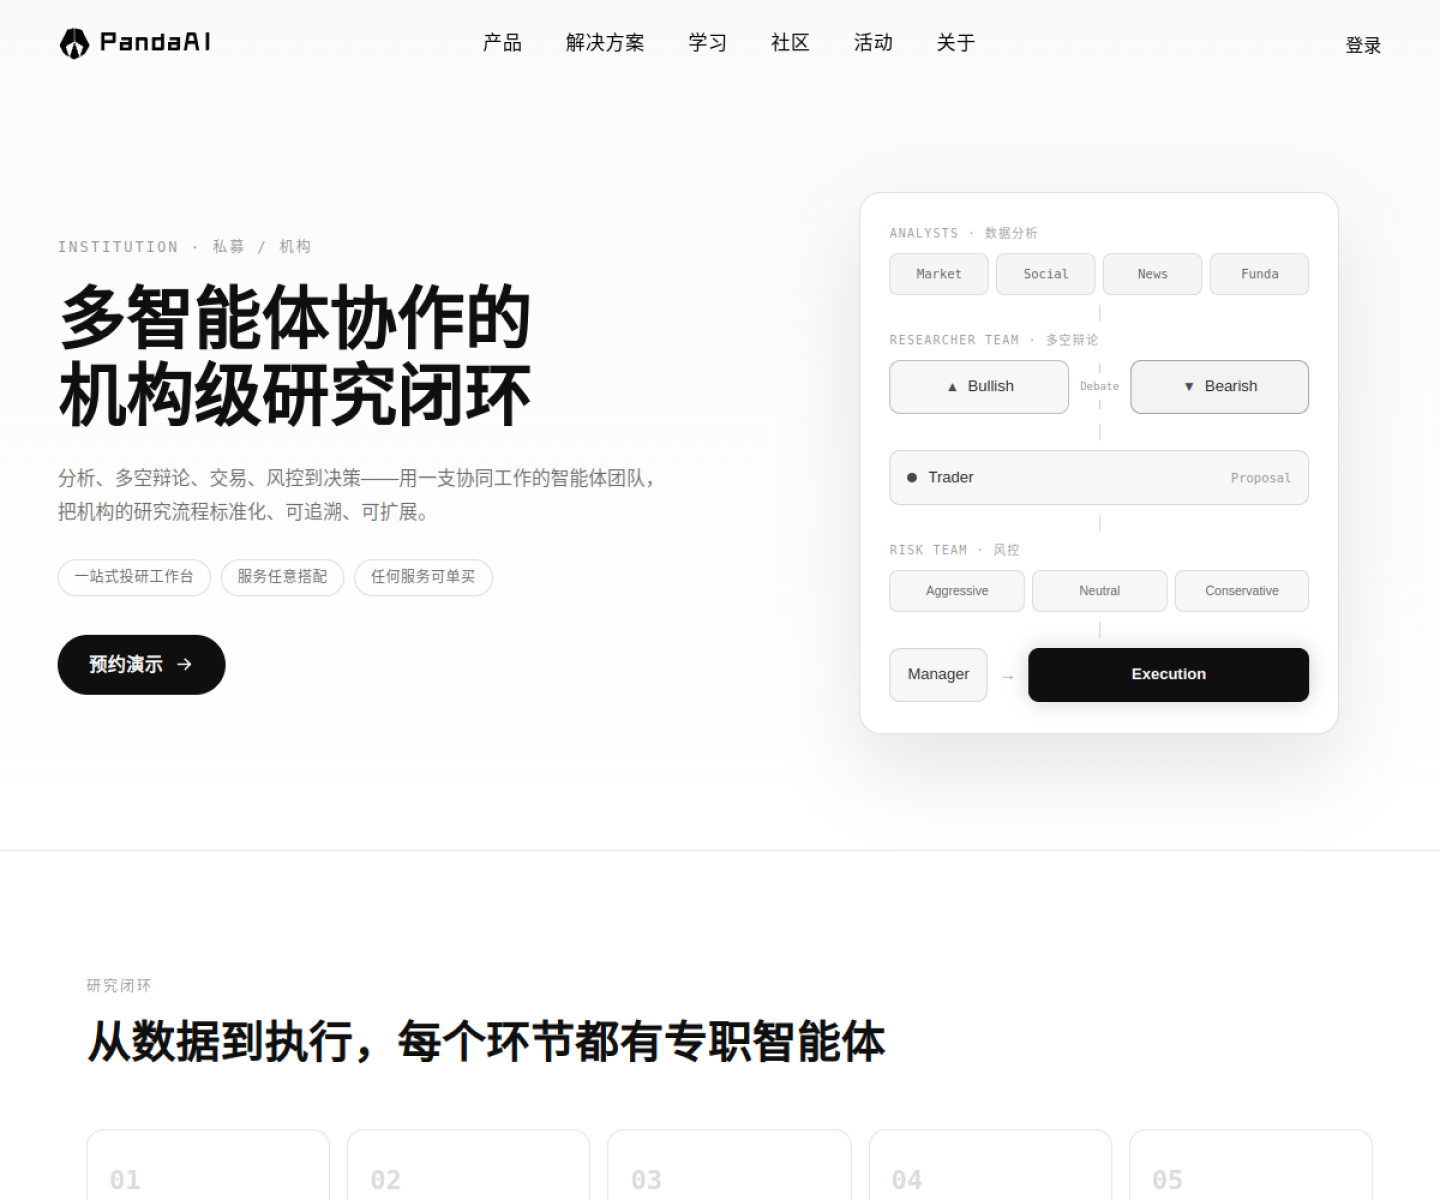 PandaAI
产品 解决方案 学习 社区 活动 关于
登录
INSTITUTION · 私募 / 机构
多智能体协作的
机构级研究闭环
分析、多空辩论、交易、风控到决策——用一支协同工作的智能体团队，
把机构的研究流程标准化、可追溯、可扩展。
一站式投研工作台 服务任意搭配 任何服务可单买
预约演示 →
ANALYSTS · 数据分析
Market Social News Funda
RESEARCHER TEAM · 多空辩论
▲ Bullish Debate ▼ Bearish
Trader Proposal
RISK TEAM · 风控
Aggressive Neutral Conservative
Manager → Execution
研究闭环
从数据到执行，每个环节都有专职智能体
01 02 03 04 05